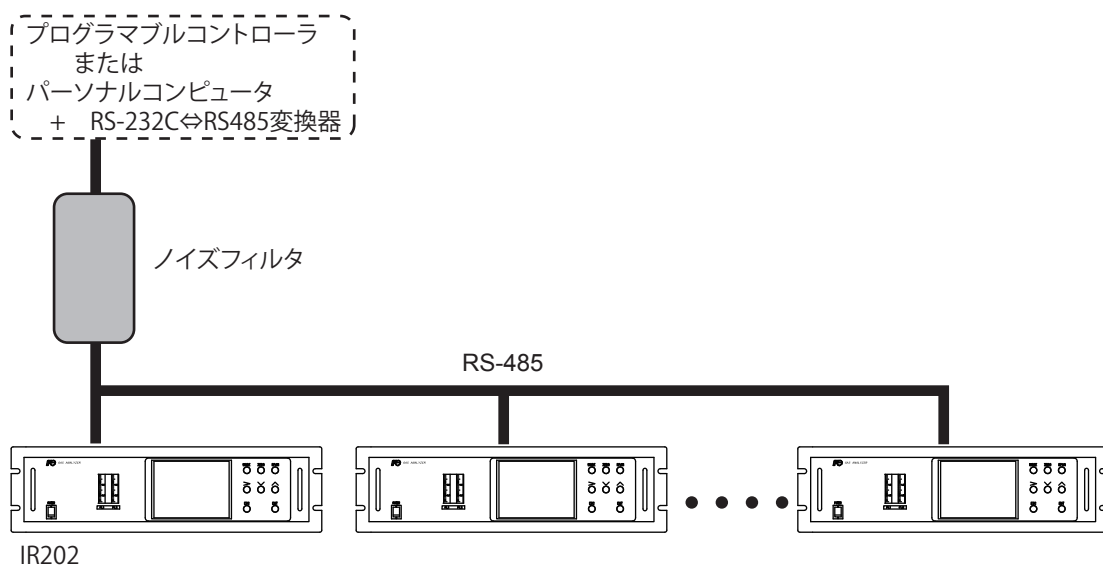 プログラマブルコントローラ
または
パーソナルコンピュータ
+ RS-232C⇔RS485変換器
ノイズフィルタ
RS-485
IR202